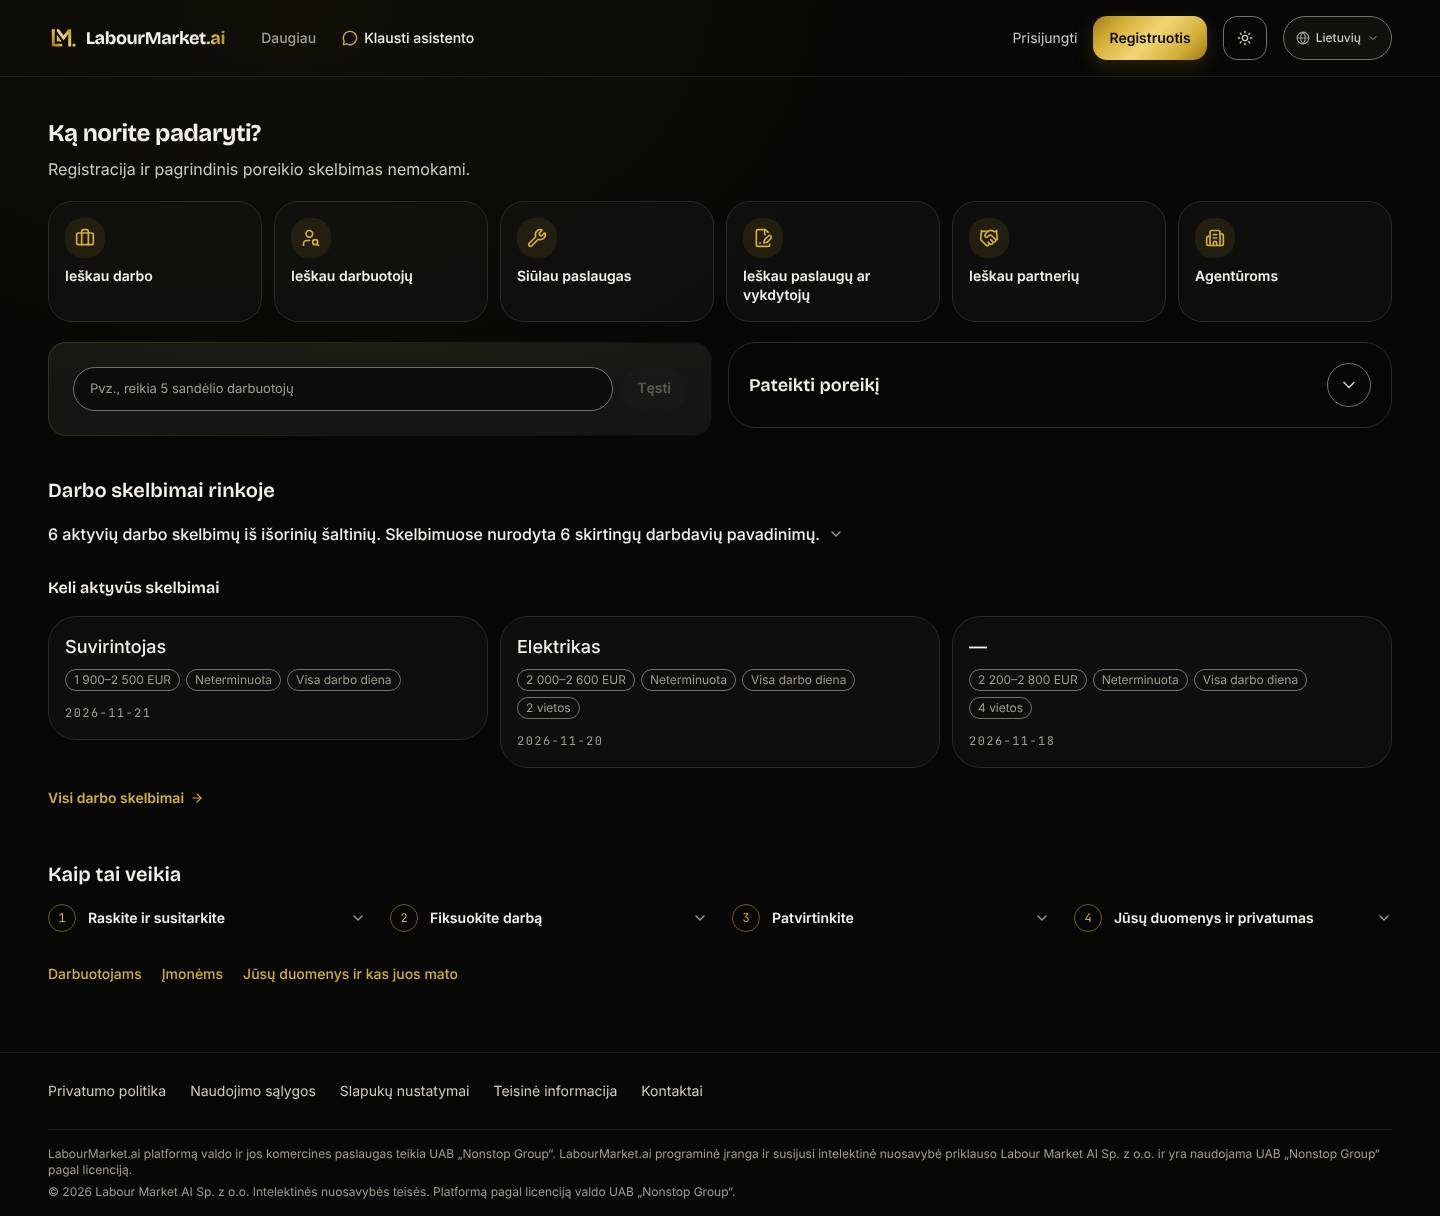 LabourMarket.ai
Daugiau
Klausti asistento
Prisijungti
Registruotis
Lietuvių
Ką norite padaryti?
Registracija ir pagrindinis poreikio skelbimas nemokami.
Ieškau darbo
Ieškau darbuotojų
Siūlau paslaugas
Ieškau paslaugų ar
vykdytojų
Ieškau partnerių
Agentūroms
Pvz., reikia 5 sandėlio darbuotojų
Tęsti
Pateikti poreikį
Darbo skelbimai rinkoje
6 aktyvių darbo skelbimų iš išorinių šaltinių. Skelbimuose nurodyta 6 skirtingų darbdavių pavadinimų.
Keli aktyvūs skelbimai
Suvirintojas
1 900–2 500 EUR
Neterminuota
Visa darbo diena
2026-11-21
Elektrikas
2 000–2 600 EUR
Neterminuota
Visa darbo diena
2 vietos
2026-11-20
—
2 200–2 800 EUR
Neterminuota
Visa darbo diena
4 vietos
2026-11-18
Visi darbo skelbimai →
Kaip tai veikia
1 Raskite ir susitarkite
2 Fiksuokite darbą
3 Patvirtinkite
4 Jūsų duomenys ir privatumas
Darbuotojams
Įmonėms
Jūsų duomenys ir kas juos mato
Privatumo politika
Naudojimo sąlygos
Slapukų nustatymai
Teisinė informacija
Kontaktai
LabourMarket.ai platformą valdo ir jos komercines paslaugas teikia UAB „Nonstop Group“. LabourMarket.ai programinė įranga ir susijusi intelektinė nuosavybė priklauso Labour Market AI Sp. z o.o. ir yra naudojama UAB „Nonstop Group“
pagal licenciją.
© 2026 Labour Market AI Sp. z o.o. Intelektinės nuosavybės teisės. Platformą pagal licenciją valdo UAB „Nonstop Group“.